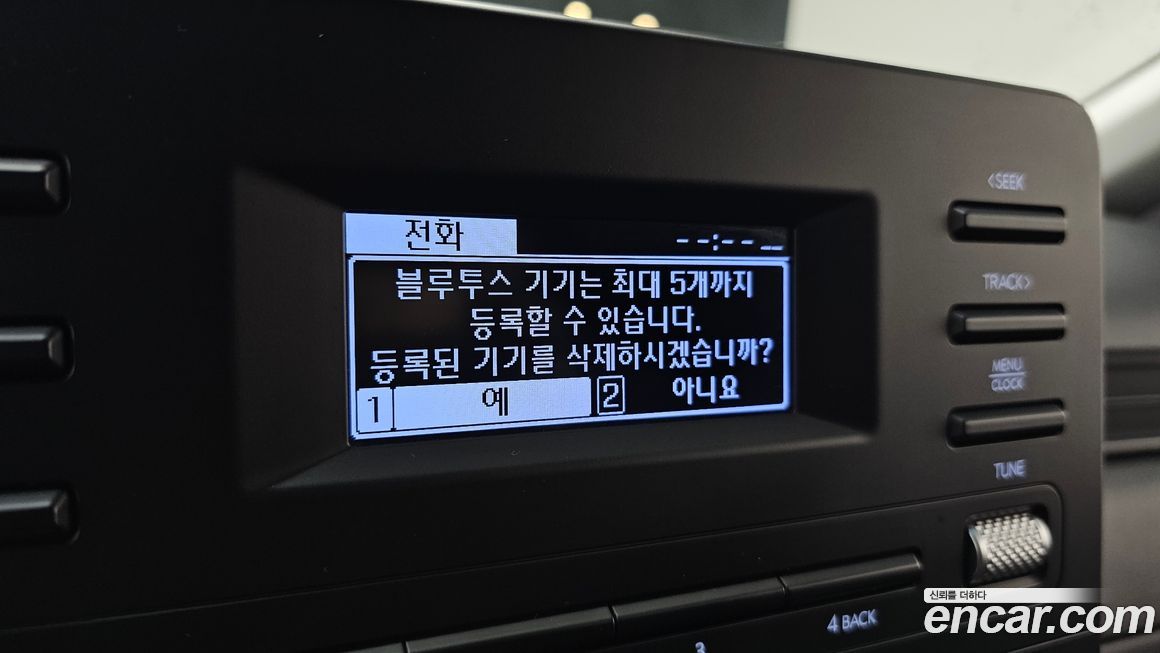 <SEEK
전화
--:-- --
TRACK>
블루투스 기기는 최대 5개까지
등록할 수 있습니다.
등록된 기기를 삭제하시겠습니까?
1 예 2 아니요
MENU
CLOCK
TUNE
3
4 BACK
신뢰를 더하다
encar.com